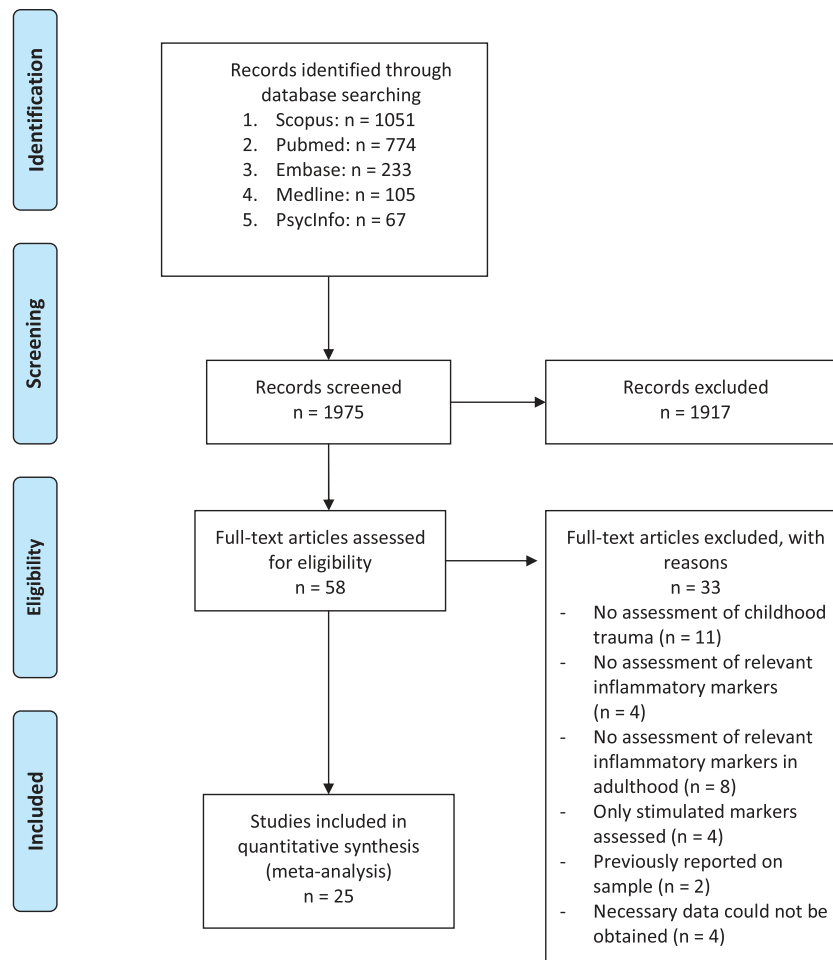 Identification
Records identified through
database searching
1. Scopus: n = 1051
2. Pubmed: n = 774
3. Embase: n = 233
4. Medline: n = 105
5. PsycInfo: n = 67
Screening
Records screened
n = 1975
Records excluded
n = 1917
Eligibility
Full-text articles assessed
for eligibility
n = 58
Full-text articles excluded, with
reasons
n = 33
- No assessment of childhood
trauma (n = 11)
- No assessment of relevant
inflammatory markers
(n = 4)
- No assessment of relevant
inflammatory markers in
adulthood (n = 8)
- Only stimulated markers
assessed (n = 4)
- Previously reported on
sample (n = 2)
- Necessary data could not be
obtained (n = 4)
Included
Studies included in
quantitative synthesis
(meta-analysis)
n = 25